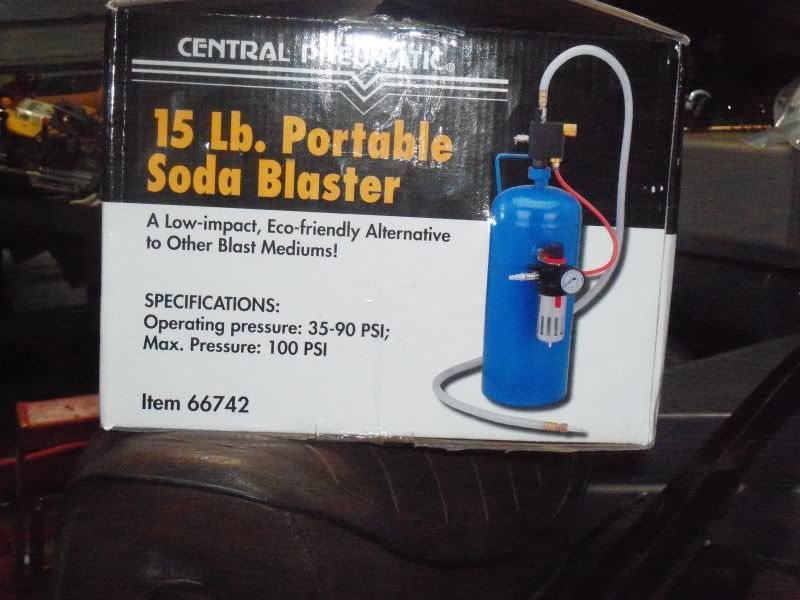 CENTRAL PNEUMATIC®
15 Lb. Portable
Soda Blaster
A Low-impact, Eco-friendly Alternative
to Other Blast Mediums!
SPECIFICATIONS:
Operating pressure: 35-90 PSI;
Max. Pressure: 100 PSI
Item 66742